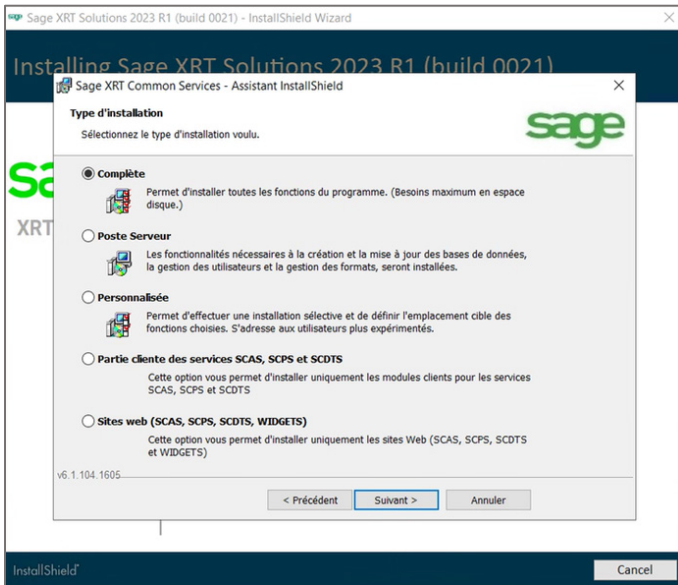 Sage XRT Solutions 2023 R1 (build 0021) - InstallShield Wizard
Installing Sage XRT Solutions 2023 R1 (build 0021)
Sage XRT Common Services - Assistant InstallShield
Type d'installation
Sélectionnez le type d'installation voulu.
sage
Complète
Permet d'installer toutes les fonctions du programme. (Besoins maximum en espace
disque.)
XRT
Poste Serveur
Les fonctionnalités nécessaires à la création et la mise à jour des bases de données,
la gestion des utilisateurs et la gestion des formats, seront installées.
Personnalisée
Permet d'effectuer une installation sélective et de définir l'emplacement cible des
fonctions choisies. S'adresse aux utilisateurs plus expérimentés.
Partie cliente des services SCAS, SCPS et SCDTS
Cette option vous permet d'installer uniquement les modules clients pour les services
SCAS, SCPS et SCDTS
Sites web (SCAS, SCPS, SCDTS, WIDGETS)
Cette option vous permet d'installer uniquement les sites Web (SCAS, SCPS, SCDTS
et WIDGETS)
v6.1.104.1605
< Précédent
Suivant >
Annuler
InstallShield
Cancel